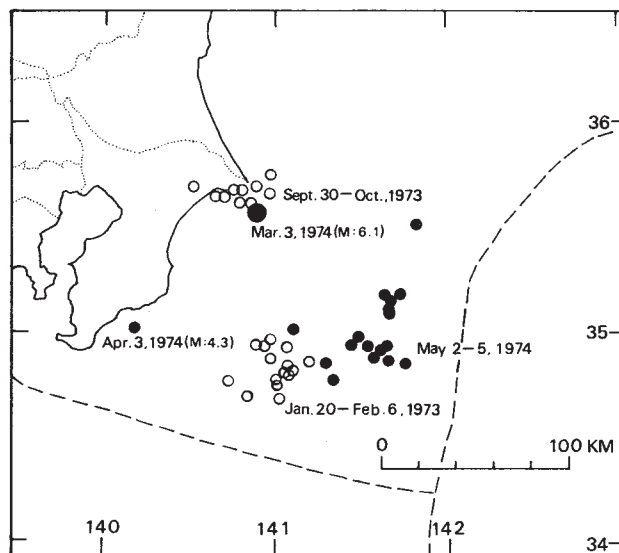 36
Sept. 30–Oct., 1973
Mar. 3, 1974 (M: 6.1)
35
Apr. 3, 1974 (M: 4.3)
May 2–5, 1974
Jan. 20–Feb. 6, 1973
0 100 KM
140 141 142
34